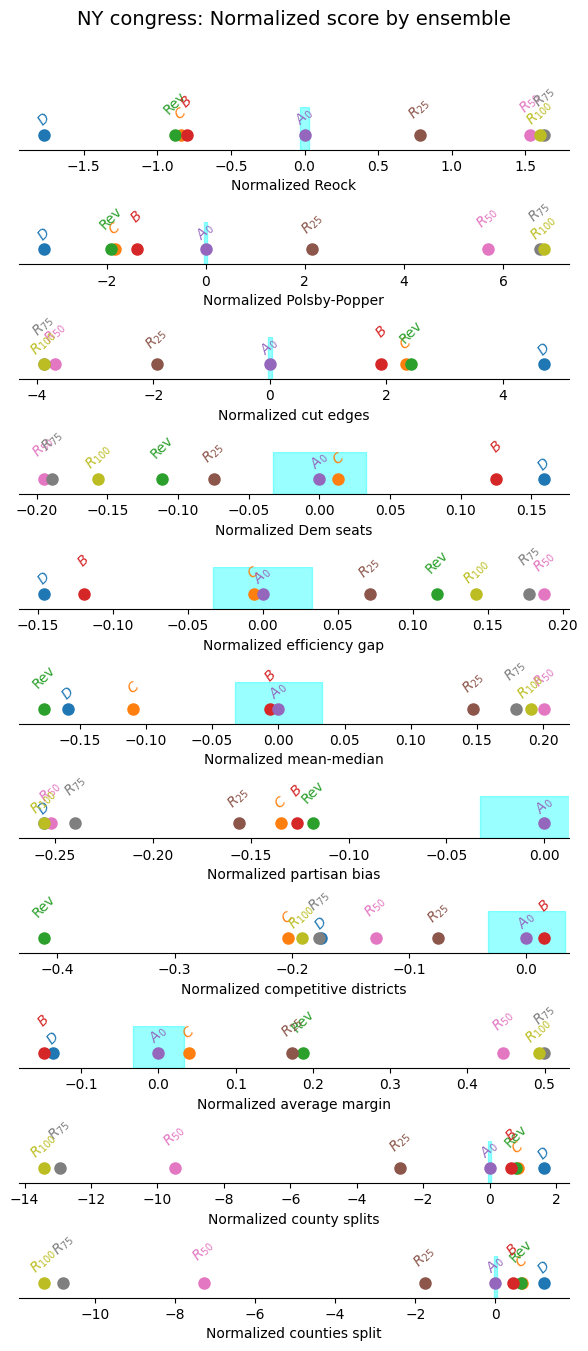 NY congress: Normalized score by ensemble
D Rev C B A0 R25 R50 R100 R75
−1.5 −1.0 −0.5 0.0 0.5 1.0 1.5
Normalized Reock
D Rev C B A0 R25 R50 R75 R100
−2 0 2 4 6
Normalized Polsby-Popper
R75 R100 R50 R25 A0 B C Rev D
−4 −2 0 2 4
Normalized cut edges
R50 R75 R100 Rev R25 A0 C B D
−0.20 −0.15 −0.10 −0.05 0.00 0.05 0.10 0.15
Normalized Dem seats
D B C A0 R25 Rev R100 R75 R50
−0.15 −0.10 −0.05 0.00 0.05 0.10 0.15 0.20
Normalized efficiency gap
Rev D C B A0 R25 R75 R100 R50
−0.15 −0.10 −0.05 0.00 0.05 0.10 0.15 0.20
Normalized mean-median
R100 D R50 R75 R25 C B Rev A0
−0.25 −0.20 −0.15 −0.10 −0.05 0.00
Normalized partisan bias
Rev C R100 R75 D R50 R25 A0 B
−0.4 −0.3 −0.2 −0.1 0.0
Normalized competitive districts
B D A0 C R25 Rev R50 R100 R75
−0.1 0.0 0.1 0.2 0.3 0.4 0.5
Normalized average margin
R100 R75 R50 R25 A0 B Rev C D
−14 −12 −10 −8 −6 −4 −2 0 2
Normalized county splits
R100 R75 R50 R25 A0 B Rev C D
−10 −8 −6 −4 −2 0
Normalized counties split